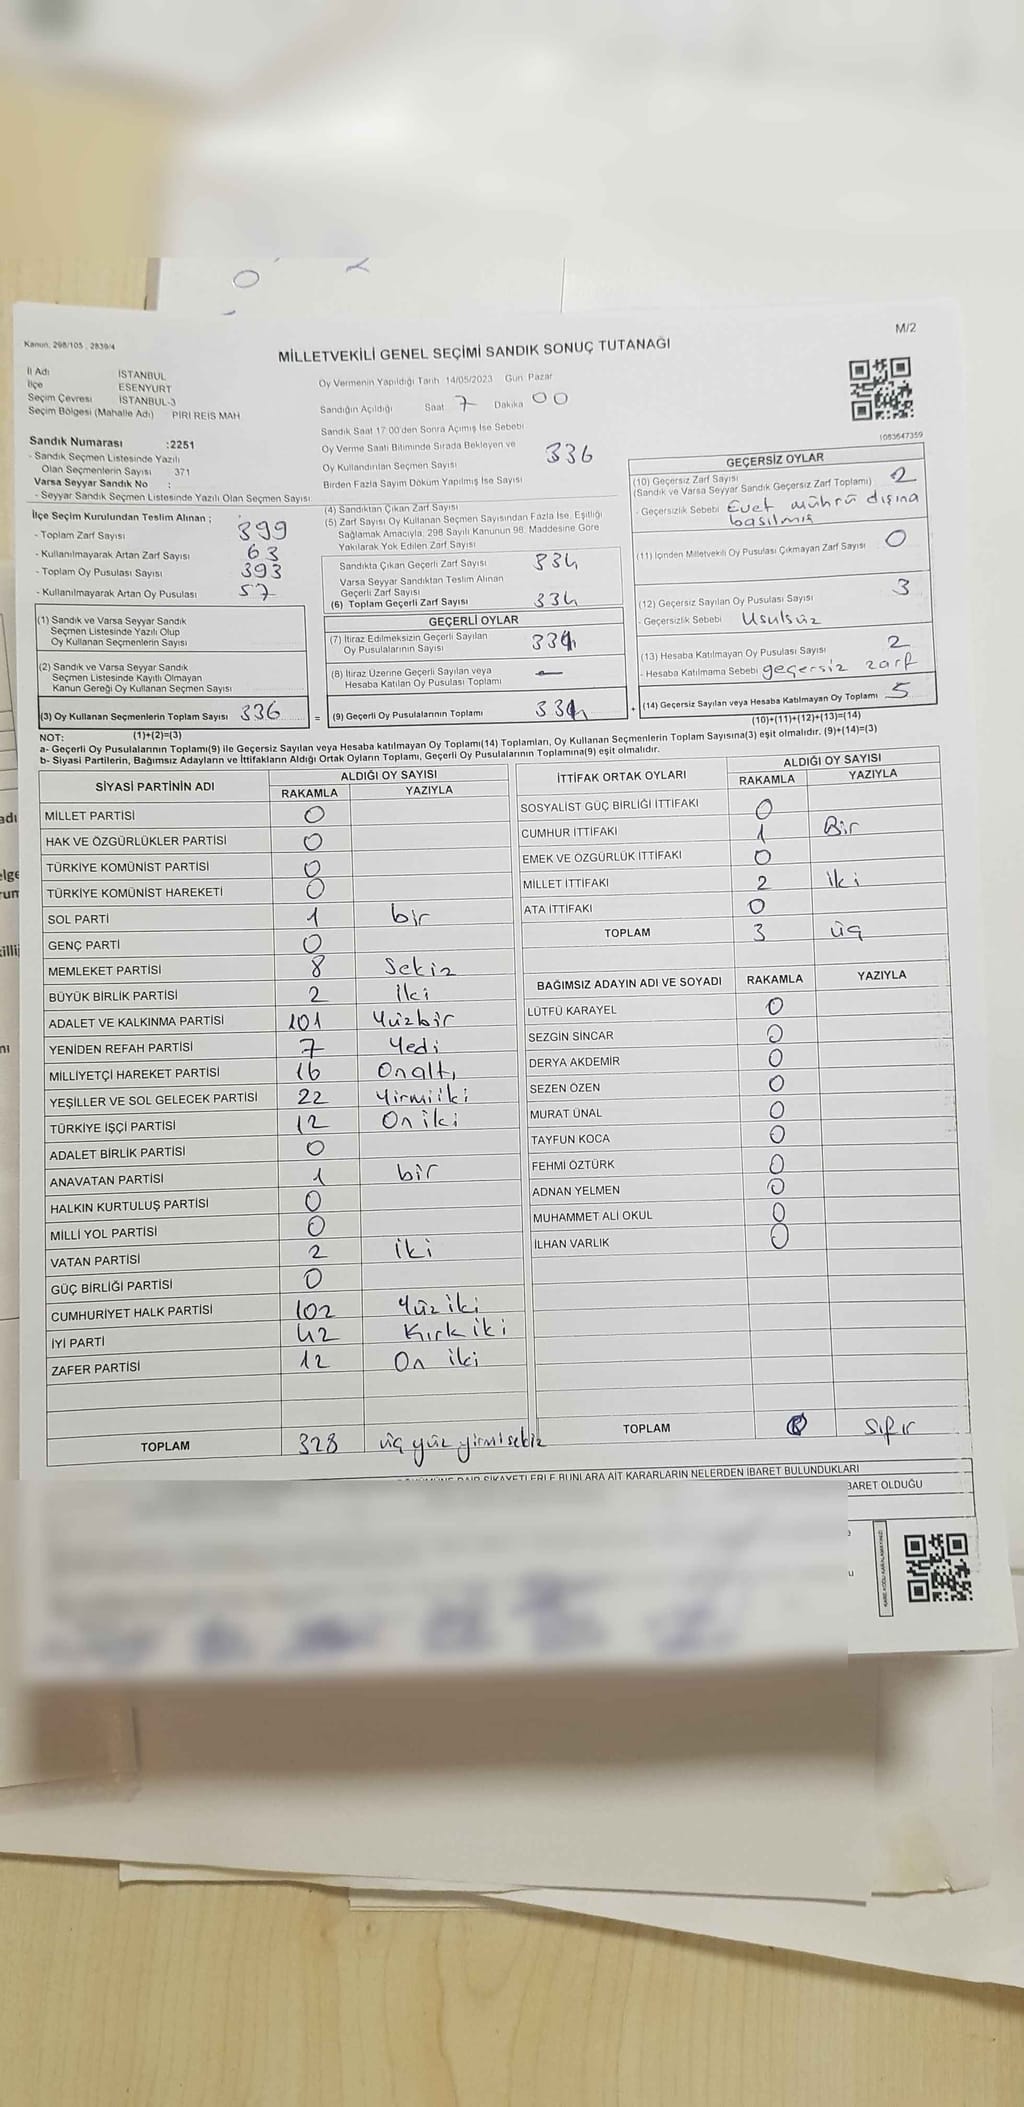 M/2
Kanun, 298/105 , 2839/4
MİLLETVEKİLİ GENEL SEÇİMİ SANDIK SONUÇ TUTANAĞI
İl Adı İSTANBUL
İlçe ESENYURT
Seçim Çevresi İSTANBUL-3
Seçim Bölgesi (Mahalle Adı) PIRI REIS MAH
Oy Vermenin Yapıldığı Tarih 14/05/2023 Gün Pazar
Sandığın Açıldığı Saat 7 Dakika 00
Sandık Saat 17:00'den Sonra Açımış İse Sebebi
Sandık Numarası :2251
- Sandık Seçmen Listesinde Yazılı
Olan Seçmenlerin Sayısı 371
Varsa Seyyar Sandık No :
- Seyyar Sandık Seçmen Listesinde Yazılı Olan Seçmen Sayısı:
Oy Verme Saati Bitiminde Sırada Bekleyen ve
Oy Kullandırılan Seçmen Sayısı 336
Birden Fazla Sayım Döküm Yapılmış İse Sayısı
1083647359
İlçe Seçim Kurulundan Teslim Alınan ;
- Toplam Zarf Sayısı 399
- Kullanılmayarak Artan Zarf Sayısı 63
- Toplam Oy Pusulası Sayısı 393
- Kullanılmayarak Artan Oy Pusulası 57
(4) Sandıktan Çıkan Zarf Sayısı
(5) Zarf Sayısı Oy Kullanan Seçmen Sayısından Fazla İse, Eşitliği
Sağlamak Amacıyla, 298 Sayılı Kanunun 98. Maddesine Göre
Yakılarak Yok Edilen Zarf Sayısı
Sandıkta Çıkan Geçerli Zarf Sayısı 334
Varsa Seyyar Sandıktan Teslim Alınan
Geçerli Zarf Sayısı
(6) Toplam Geçerli Zarf Sayısı 334
GEÇERSİZ OYLAR
(10) Geçersiz Zarf Sayısı 2
(Sandık ve Varsa Seyyar Sandık Geçersiz Zarf Toplamı)
- Geçersizlik Sebebi Evet mührü dışına
basılmış
(11) İçinden Milletvekili Oy Pusulası Çıkmayan Zarf Sayısı 0
(12) Geçersiz Sayılan Oy Pusulası Sayısı 3
- Geçersizlik Sebebi Usulsüz
(13) Hesaba Katılmayan Oy Pusulası Sayısı 2
- Hesaba Katılmama Sebebi geçersiz zarf
(14) Geçersiz Sayılan veya Hesaba Katılmayan Oy Toplamı 5
(10)+(11)+(12)+(13)=(14)
(1) Sandık ve Varsa Seyyar Sandık
Seçmen Listesinde Yazılı Olup
Oy Kullanan Seçmenlerin Sayısı
(2) Sandık ve Varsa Seyyar Sandık
Seçmen Listesinde Kayıtlı Olmayan
Kanun Gereği Oy Kullanan Seçmen Sayısı
(3) Oy Kullanan Seçmenlerin Toplam Sayısı 336 =
(1)+(2)=(3)
GEÇERLİ OYLAR
(7) İtiraz Edilmeksizin Geçerli Sayılan
Oy Pusulalarının Sayısı 334
(8) İtiraz Üzerine Geçerli Sayılan veya
Hesaba Katılan Oy Pusulası Toplamı —
(9) Geçerli Oy Pusulalarının Toplamı 334 +
NOT:
a- Geçerli Oy Pusulalarının Toplamı(9) ile Geçersiz Sayılan veya Hesaba katılmayan Oy Toplamı(14) Toplamları, Oy Kullanan Seçmenlerin Toplam Sayısına(3) eşit olmalıdır. (9)+(14)=(3)
b- Siyasi Partilerin, Bağımsız Adayların ve İttifakların Aldığı Ortak Oyların Toplamı, Geçerli Oy Pusulalarının Toplamına(9) eşit olmalıdır.
SİYASİ PARTİNİN ADI ALDIĞI OY SAYISI
RAKAMLA YAZIYLA
MİLLET PARTİSİ 0
HAK VE ÖZGÜRLÜKLER PARTİSİ 0
TÜRKİYE KOMÜNİST PARTİSİ 0
TÜRKİYE KOMÜNİST HAREKETİ 0
SOL PARTİ 1 bir
GENÇ PARTİ 0
MEMLEKET PARTİSİ 8 Sekiz
BÜYÜK BİRLİK PARTİSİ 2 İki
ADALET VE KALKINMA PARTİSİ 101 Yüzbir
YENİDEN REFAH PARTİSİ 7 Yedi
MİLLİYETÇİ HAREKET PARTİSİ 16 Onaltı
YEŞİLLER VE SOL GELECEK PARTİSİ 22 Yirmiiki
TÜRKİYE İŞÇİ PARTİSİ 12 On iki
ADALET BİRLİK PARTİSİ 0
ANAVATAN PARTİSİ 1 bir
HALKIN KURTULUŞ PARTİSİ 0
MİLLİ YOL PARTİSİ 0
VATAN PARTİSİ 2 iki
GÜÇ BİRLİĞİ PARTİSİ 0
CUMHURİYET HALK PARTİSİ 102 Yüz iki
İYİ PARTİ 42 Kırk iki
ZAFER PARTİSİ 12 On iki
TOPLAM 328 üç yüz yirmisekiz
İTTİFAK ORTAK OYLARI ALDIĞI OY SAYISI
RAKAMLA YAZIYLA
SOSYALİST GÜÇ BİRLİĞİ İTTİFAKI 0
CUMHUR İTTİFAKI 1 Bir
EMEK VE ÖZGÜRLÜK İTTİFAKI 0
MİLLET İTTİFAKI 2 iki
ATA İTTİFAKI 0
TOPLAM 3 üç
BAĞIMSIZ ADAYIN ADI VE SOYADI RAKAMLA YAZIYLA
LÜTFÜ KARAYEL 0
SEZGİN SİNCAR 0
DERYA AKDEMİR 0
SEZEN ÖZEN 0
MURAT ÜNAL 0
TAYFUN KOCA 0
FEHMİ ÖZTÜRK 0
ADNAN YELMEN 0
MUHAMMET ALİ OKUL 0
İLHAN VARLIK 0
TOPLAM Sıfır
ŞİKAYETLERLE BUNLARA AİT KARARLARIN NELERDEN İBARET BULUNDUKLARI
BARET OLDUĞU